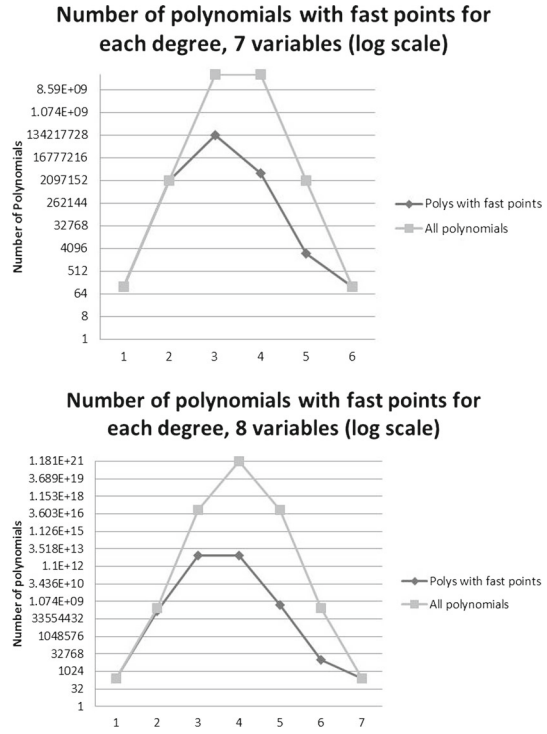 Number of polynomials with fast points for
each degree, 7 variables (log scale)
8.59E+09
1.074E+09
134217728
16777216
2097152
262144
32768
4096
512
64
8
1
Number of Polynomials
1 2 3 4 5 6
Polys with fast points
All polynomials
Number of polynomials with fast points for
each degree, 8 variables (log scale)
1.181E+21
3.689E+19
1.153E+18
3.603E+16
1.126E+15
3.518E+13
1.1E+12
3.436E+10
1.074E+09
33554432
1048576
32768
1024
32
1
Number of polynomials
1 2 3 4 5 6 7
Polys with fast points
All polynomials